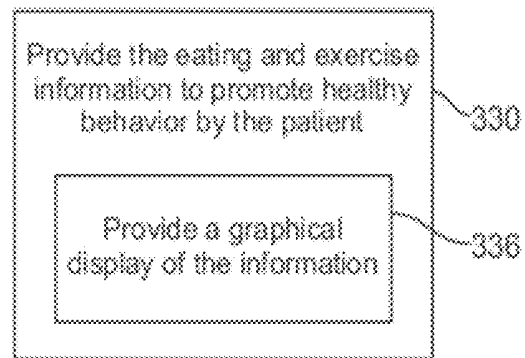 Provide the eating and exercise
information to promote healthy
behavior by the patient
330
Provide a graphical
display of the information
336